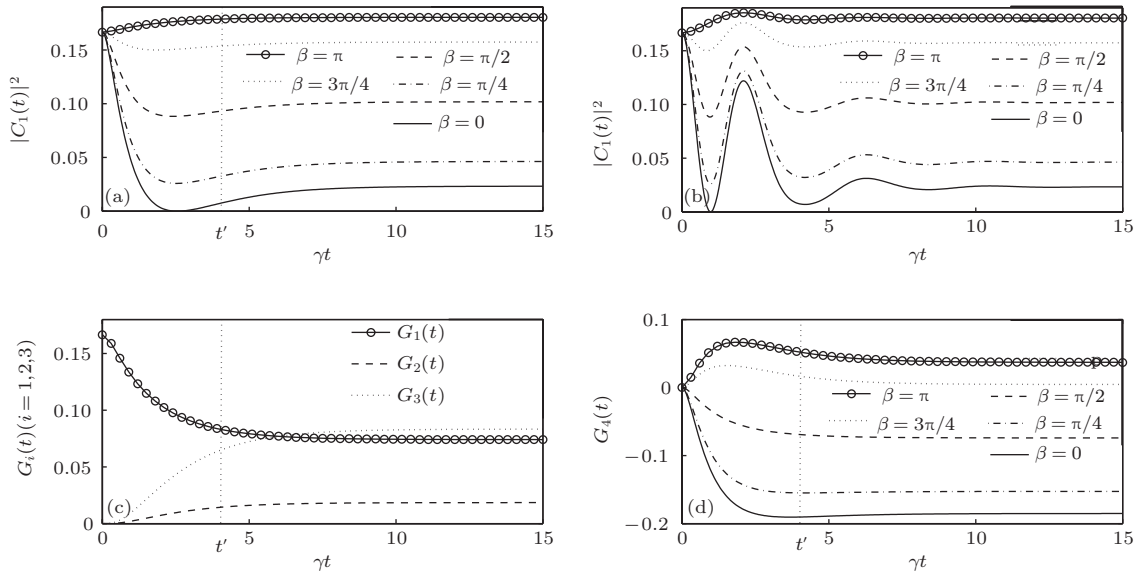 0.15
0.10
0.05
0
|C₁(t)|²
β = π
β = π/2
β = 3π/4
β = π/4
β = 0
(a)
0 t′ 5 10 15
γt
0.15
0.10
0.05
0
|C₁(t)|²
β = π
β = π/2
β = 3π/4
β = π/4
β = 0
(b)
0 5 10 15
γt
0.15
0.10
0.05
0
Gᵢ(t)(i = 1,2,3)
G₁(t)
G₂(t)
G₃(t)
(c)
0 t′ 5 10 15
γt
0.1
0
−0.1
−0.2
G₄(t)
β = π
β = π/2
β = 3π/4
β = π/4
β = 0
(d)
0 t′ 5 10 15
γt